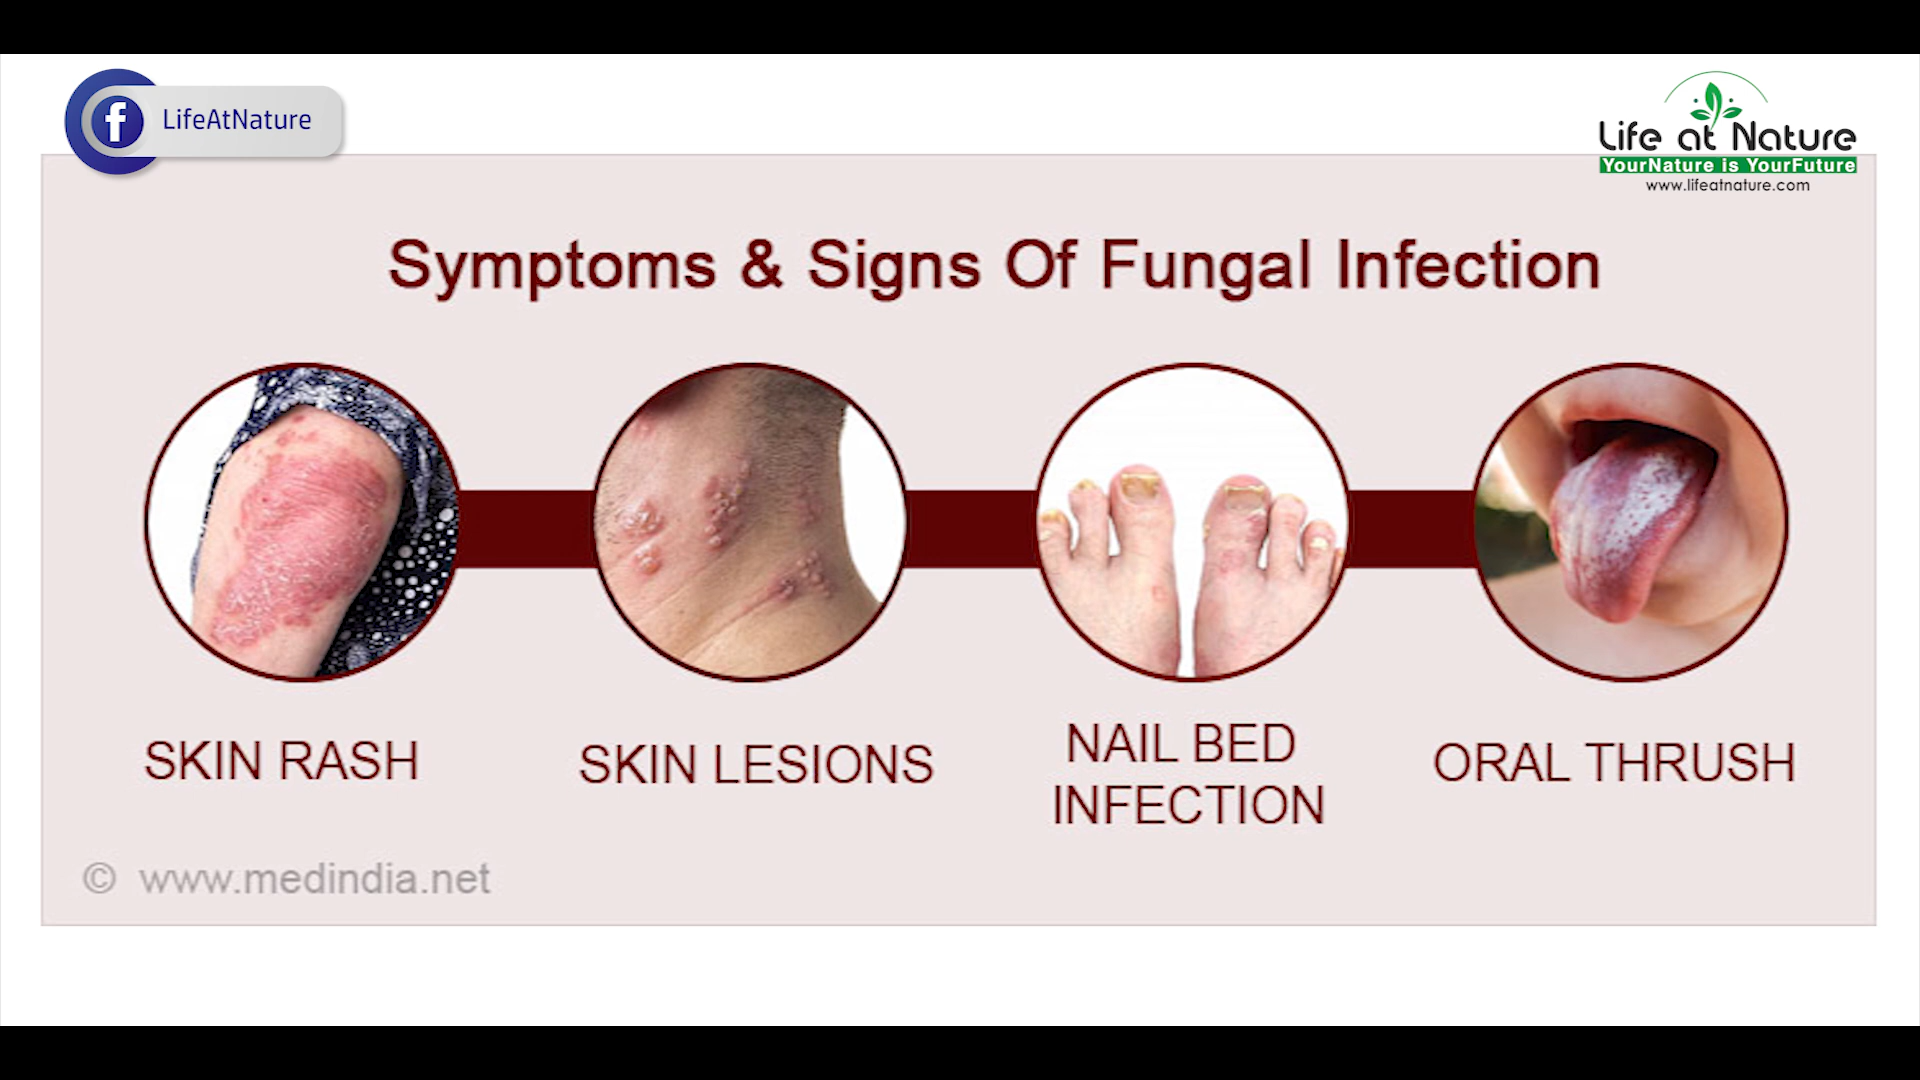 f LifeAtNature
Life at Nature
YourNature is YourFuture
www.lifeatnature.com
Symptoms & Signs Of Fungal Infection
SKIN RASH
SKIN LESIONS
NAIL BED
INFECTION
ORAL THRUSH
© www.medindia.net